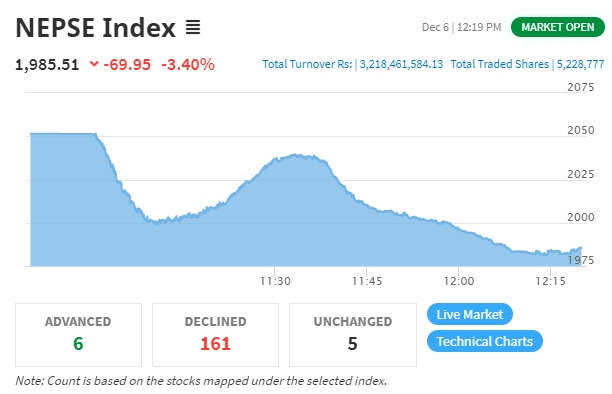 NEPSE Index
Dec 6 | 12:19 PM MARKET OPEN
1,985.51 -69.95 -3.40% Total Turnover Rs: | 3,218,461,584.13 Total Traded Shares | 5,228,777
2075
2050
2025
2000
1975
11:30 11:45 12:00 12:15
ADVANCED DECLINED UNCHANGED Live Market
6 161 5 Technical Charts
Note: Count is based on the stocks mapped under the selected index.